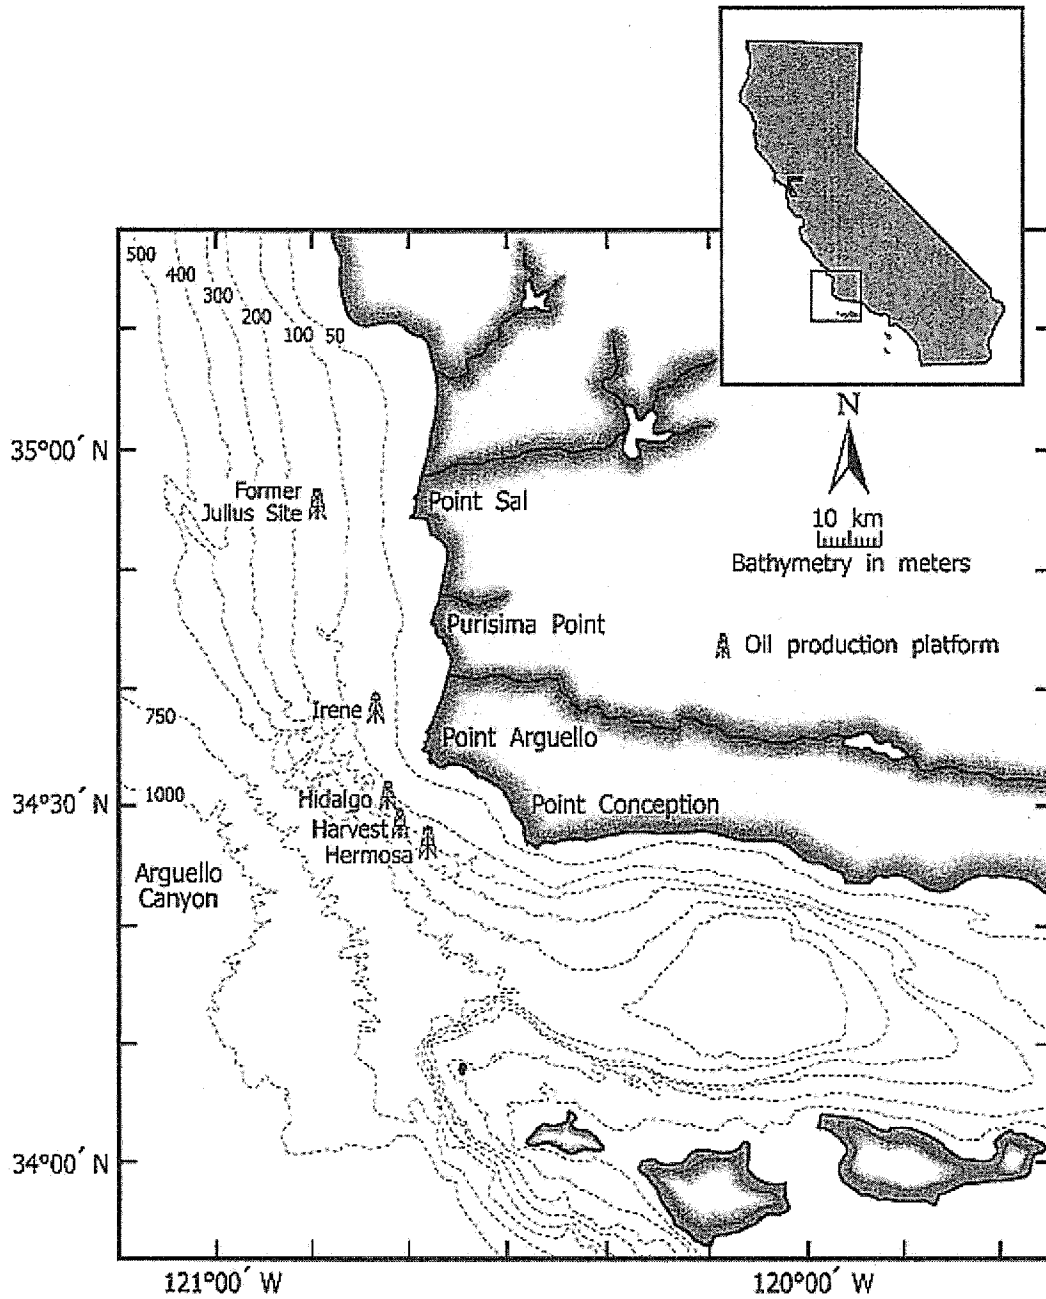 500
400
300
200
100
50
N
35°00′ N
Former
Julius Site
Point Sal
10 km
Bathymetry in meters
Purisima Point
Oil production platform
Irene
750
Point Arguello
1000
34°30′ N
Hidalgo
Point Conception
Harvest
Hermosa
Arguello
Canyon
34°00′ N
121°00′ W
120°00′ W